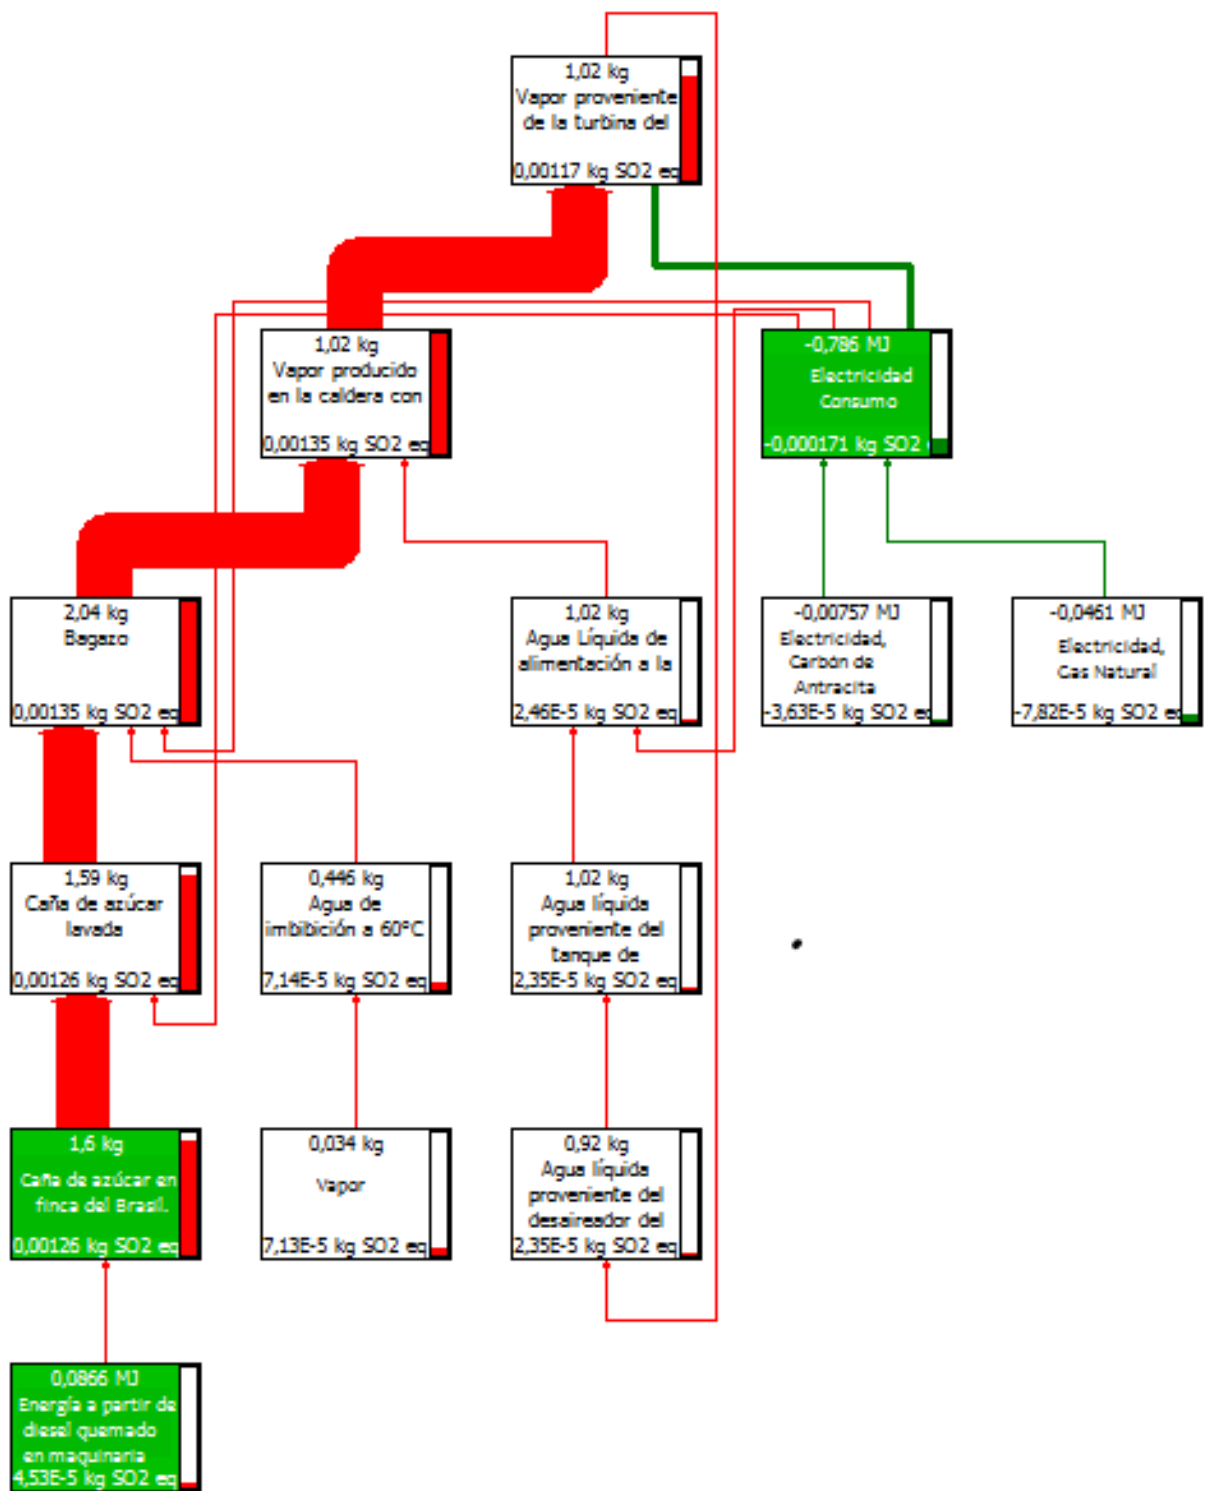 1,02 kg
Vapor proveniente
de la turbina del
0,00117 kg SO2 eq
1,02 kg
Vapor producido
en la caldera con
0,00135 kg SO2 eq
-0,786 MJ
Electricidad
Consumo
-0,000171 kg SO2
2,04 kg
Bagazo
0,00135 kg SO2 eq
1,02 kg
Agua Líquida de
alimentación a la
2,46E-5 kg SO2 eq
-0,00757 MJ
Electricidad,
Carbón de
Antracita
-3,63E-5 kg SO2 eq
-0,0461 MJ
Electricidad,
Gas Natural
-7,82E-5 kg SO2 eq
1,59 kg
Caña de azúcar
lavada
0,00126 kg SO2 eq
0,446 kg
Agua de
imbibición a 60°C
7,14E-5 kg SO2 eq
1,02 kg
Agua líquida
proveniente del
tanque de
2,35E-5 kg SO2 eq
1,6 kg
Caña de azúcar en
finca del Brasil.
0,00126 kg SO2 eq
0,034 kg
Vapor
7,13E-5 kg SO2 eq
0,92 kg
Agua líquida
proveniente del
desaireador del
2,35E-5 kg SO2 eq
0,0866 MJ
Energía a partir de
diesel quemado
en maquinaria
4,53E-5 kg SO2 eq